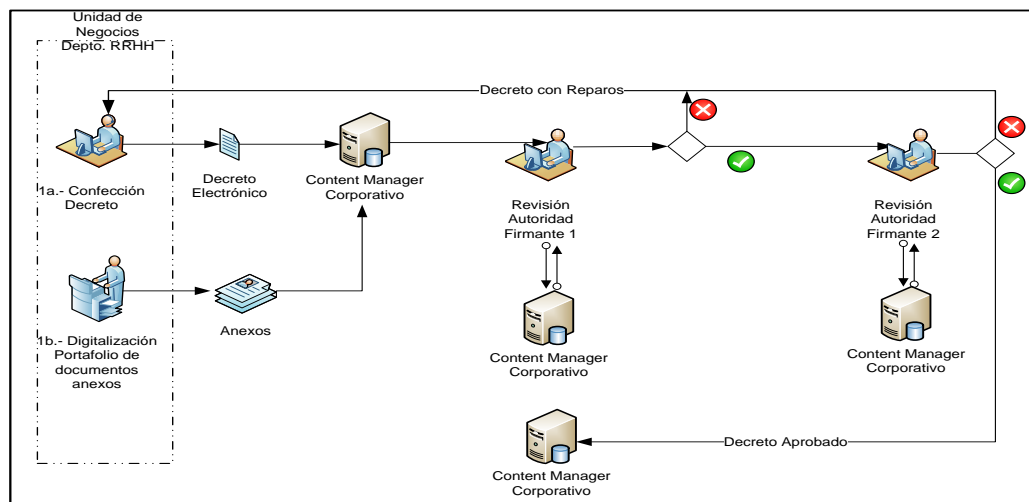 Unidad de
Negocios
Depto. RRHH
Decreto con Reparos
1a.- Confección
Decreto
Decreto
Electrónico
Content Manager
Corporativo
Revisión
Autoridad
Firmante 1
Revisión
Autoridad
Firmante 2
1b.- Digitalización
Portafolio de
documentos
anexos
Anexos
Content Manager
Corporativo
Content Manager
Corporativo
Decreto Aprobado
Content Manager
Corporativo